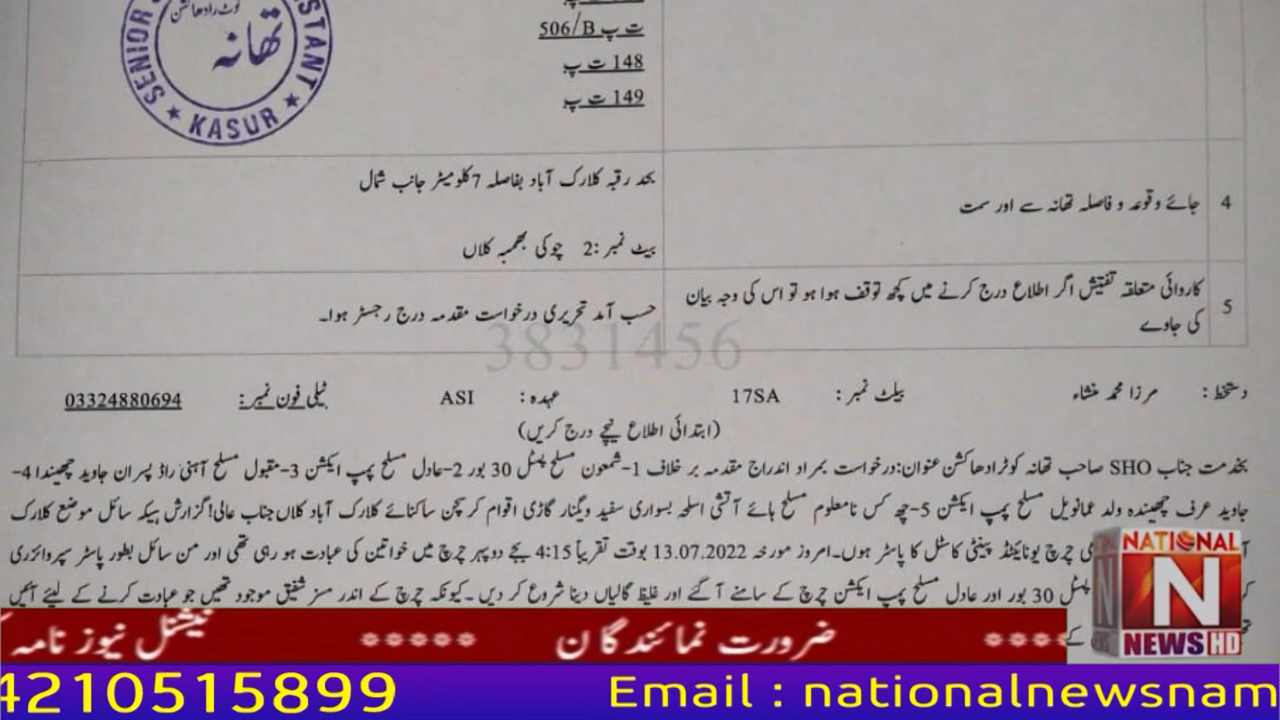 SENIOR
STANT
KASUR
کوٹ رادھاکشن
تھانہ
ت پ 506/B
148 ت پ
149 ت پ
4
جائے وقوعہ و فاصلہ تھانہ سے اور سمت
بحد رقبہ کلارک آباد بفاصلہ 7 کلومیٹر جانب شمال
بیٹ نمبر :2 چوکی بھمبہ کلاں
5
کاروائی متعلقہ تفتیش اگر اطلاع درج کرنے میں کچھ توقف ہوا ہو تو اس کی وجہ بیان
کی جاوے
حسب آمد تحریری درخواست مقدمہ درج رجسٹر ہوا۔
3831456
دستخط : مرزا محمد منشاء بیلٹ نمبر : 17SA عہدہ : ASI ٹیلی فون نمبر : 03324880694
(ابتدائی اطلاع نیچے درج کریں)
بخدمت جناب SHO صاحب تھانہ کوٹرادھاکشن عنوان:درخواست بمراد اندراج مقدمہ بر خلاف 1-شمعون مسلح پسٹل 30 بور 2-عادل مسلح پمپ ایکشن 3-مقبول مسلح آہنی راڈ پسران جاوید چھیندا 4-
جاوید عرف چھیندہ ولد عمانویل مسلح پمپ ایکشن 5-چھ کس نامعلوم مسلح ہائے آتشی اسلحہ بسواری سفید ویگنار گاڑی اقوام کرسچن ساکنائے کلارک آباد کلاں جناب عالی!گزارش ہیکہ سائل موضع کلارک
چرچ یونائیٹڈ پینٹی کاسٹل کا پاسٹر ہوں۔امروز مورخہ 13.07.2022 بوقت تقریباً 4:15 بجے دوپہر چرچ میں خواتین کی عبادت ہو رہی تھی اور من سائل بطور پاسٹر سپروائزری
پسٹل 30 بور اور عادل مسلح پمپ ایکشن چرچ کے سامنے آ گئے اور غلیظ گالیاں دینا شروع کر دیں ۔کیونکہ چرچ کے اندر مسز شفیق موجود تھیں جو عبادت کرنے کے لیئے آئیں
کے
NATIONAL
N
NEWS HD
**** ضرورت نمائندگان ***** نیشنل نیوز نامہ
4210515899 Email : nationalnewsnam